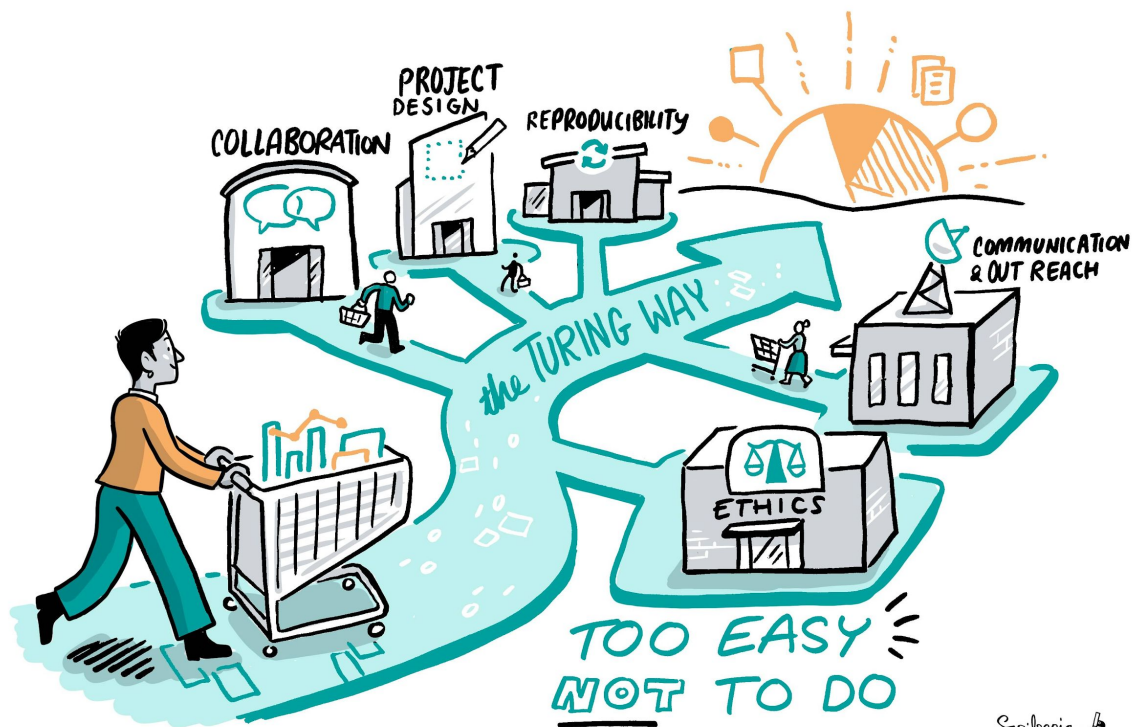 PROJECT
DESIGN
COLLABORATION
REPRODUCIBILITY
COMMUNICATION
& OUT REACH
the TURING WAY
ETHICS
TOO EASY
NOT TO DO